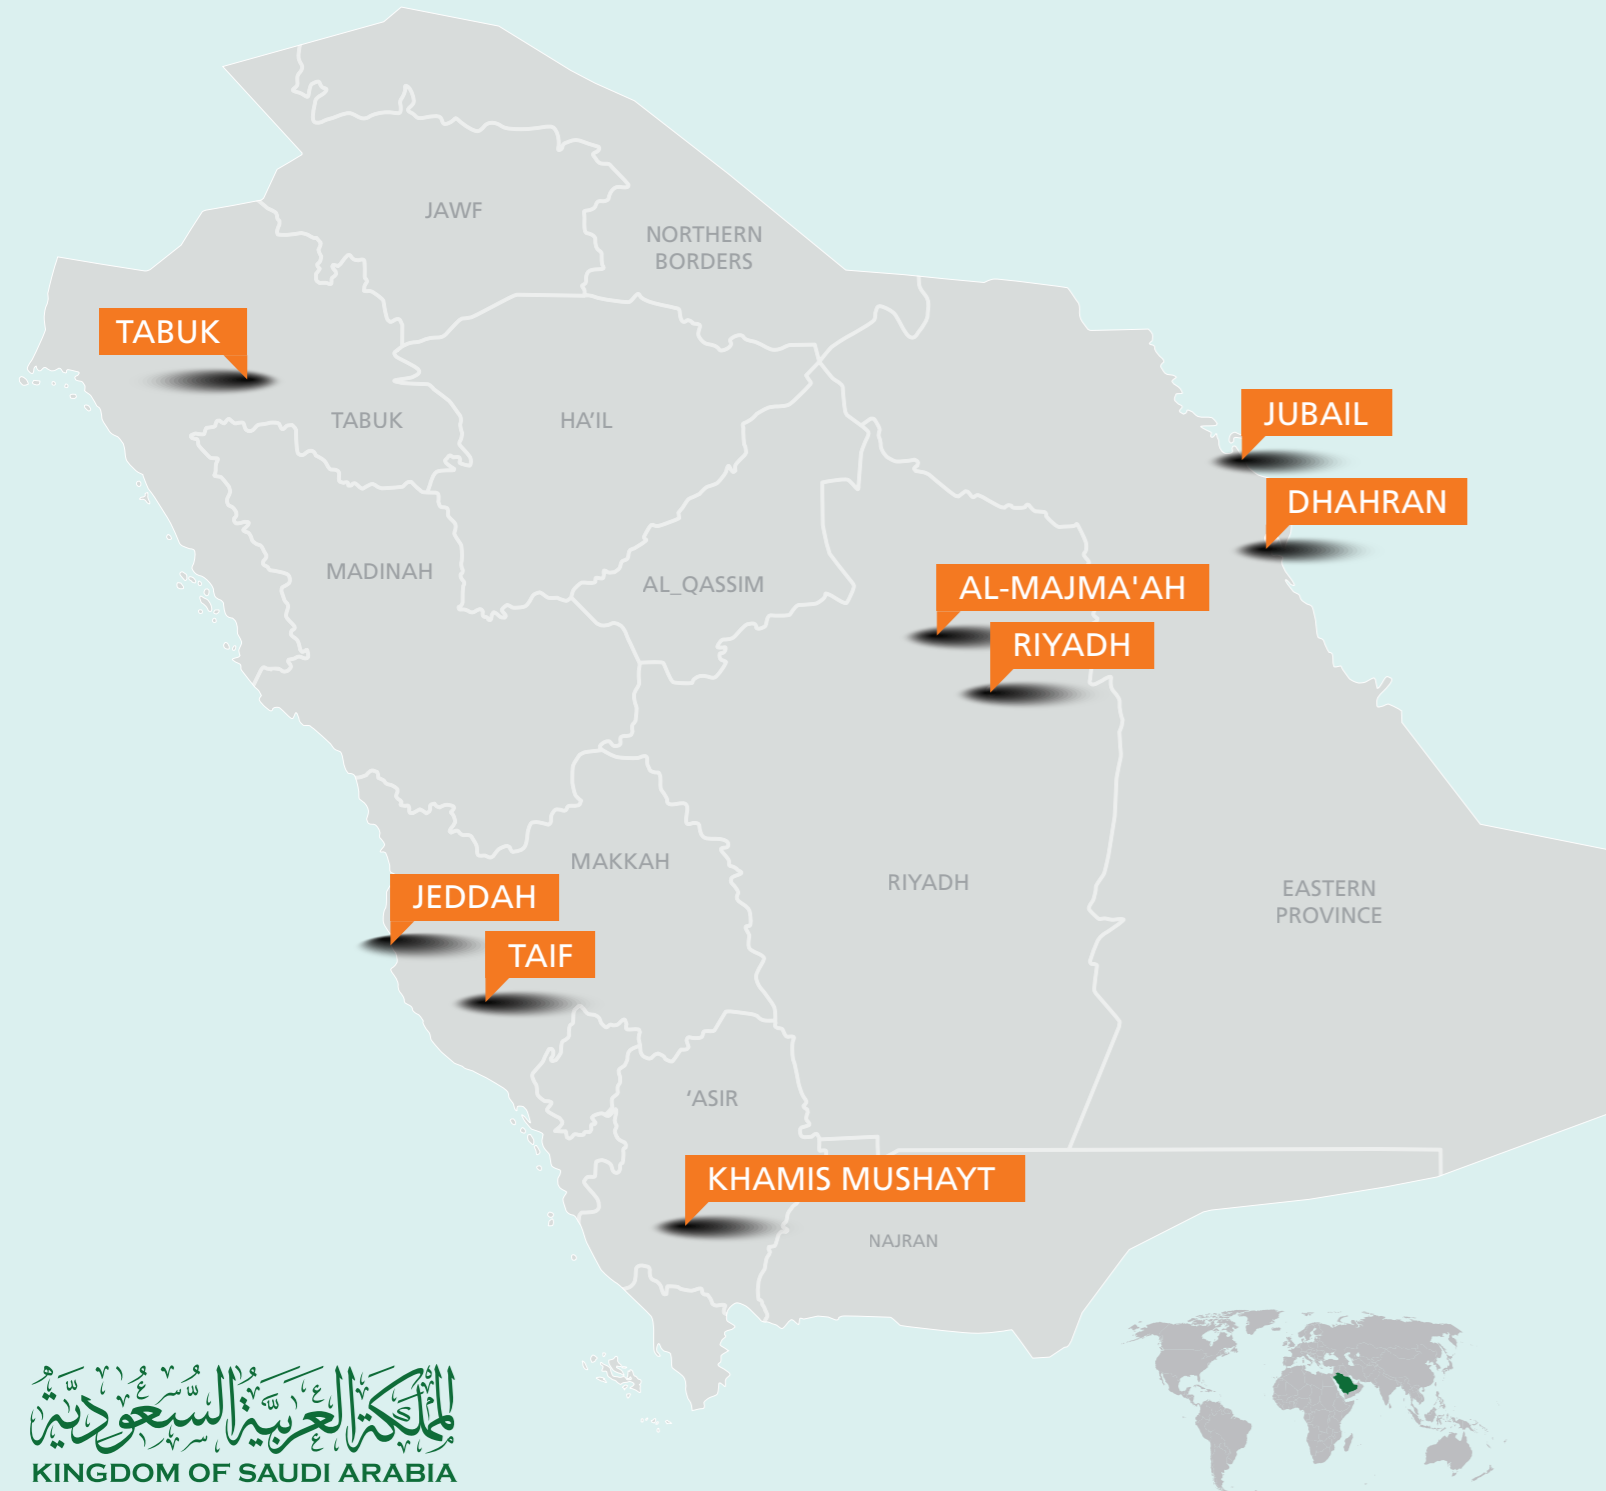 JAWF
NORTHERN
BORDERS
TABUK
JUBAIL
TABUK
HA'IL
DHAHRAN
MADINAH
AL_QASSIM
AL-MAJMA'AH
RIYADH
MAKKAH
RIYADH
JEDDAH
EASTERN
PROVINCE
TAIF
'ASIR
KHAMIS MUSHAYT
NAJRAN
المملكة العربية السعودية
KINGDOM OF SAUDI ARABIA